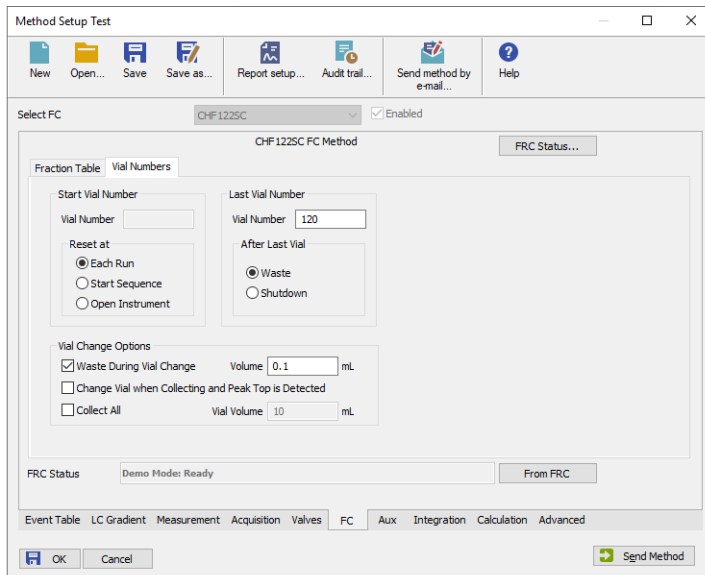 Method Setup Test
New
Open...
Save
Save as...
Report setup...
Audit trail...
Send method by
e-mail...
Help
Select FC
CHF122SC
Enabled
CHF122SC FC Method
FRC Status...
Fraction Table
Vial Numbers
Start Vial Number
Vial Number
Reset at
Each Run
Start Sequence
Open Instrument
Last Vial Number
Vial Number 120
After Last Vial
Waste
Shutdown
Vial Change Options
Waste During Vial Change Volume 0.1 mL
Change Vial when Collecting and Peak Top is Detected
Collect All Vial Volume 10 mL
FRC Status Demo Mode: Ready From FRC
Event Table LC Gradient Measurement Acquisition Valves FC Aux Integration Calculation Advanced
OK Cancel Send Method